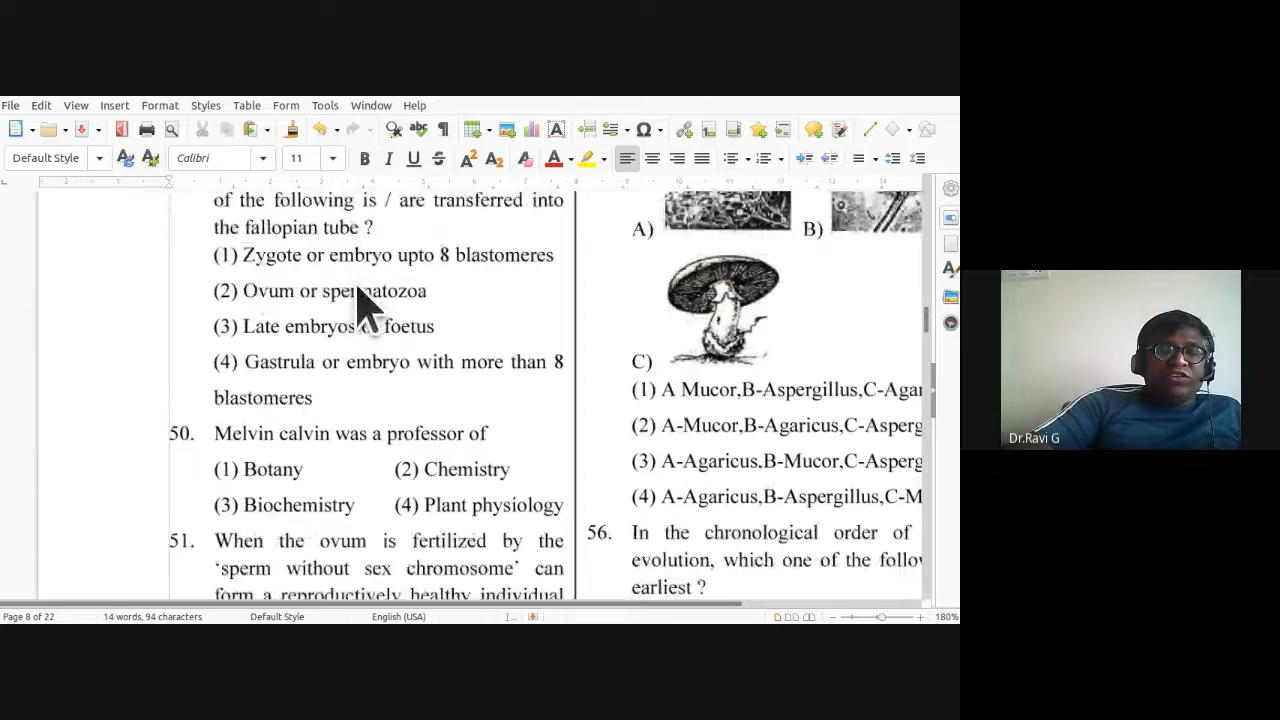 File Edit View Insert Format Styles Table Form Tools Window Help
Default Style Calibri 11
of the following is / are transferred into
the fallopian tube ?
(1) Zygote or embryo upto 8 blastomeres
(2) Ovum or spermatozoa
(3) Late embryos foetus
(4) Gastrula or embryo with more than 8
blastomeres
50. Melvin calvin was a professor of
(1) Botany (2) Chemistry
(3) Biochemistry (4) Plant physiology
51. When the ovum is fertilized by the
‘sperm without sex chromosome’ can
form a reproductively healthy individual
A) B)
C)
(1) A Mucor,B-Aspergillus,C-Agar
(2) A-Mucor,B-Agaricus,C-Asperg
(3) A-Agaricus,B-Mucor,C-Asperg
(4) A-Agaricus,B-Aspergillus,C-M
56. In the chronological order of
evolution, which one of the follow
earliest ?
Page 8 of 22 14 words, 94 characters Default Style English (USA) 180%
Dr.Ravi G